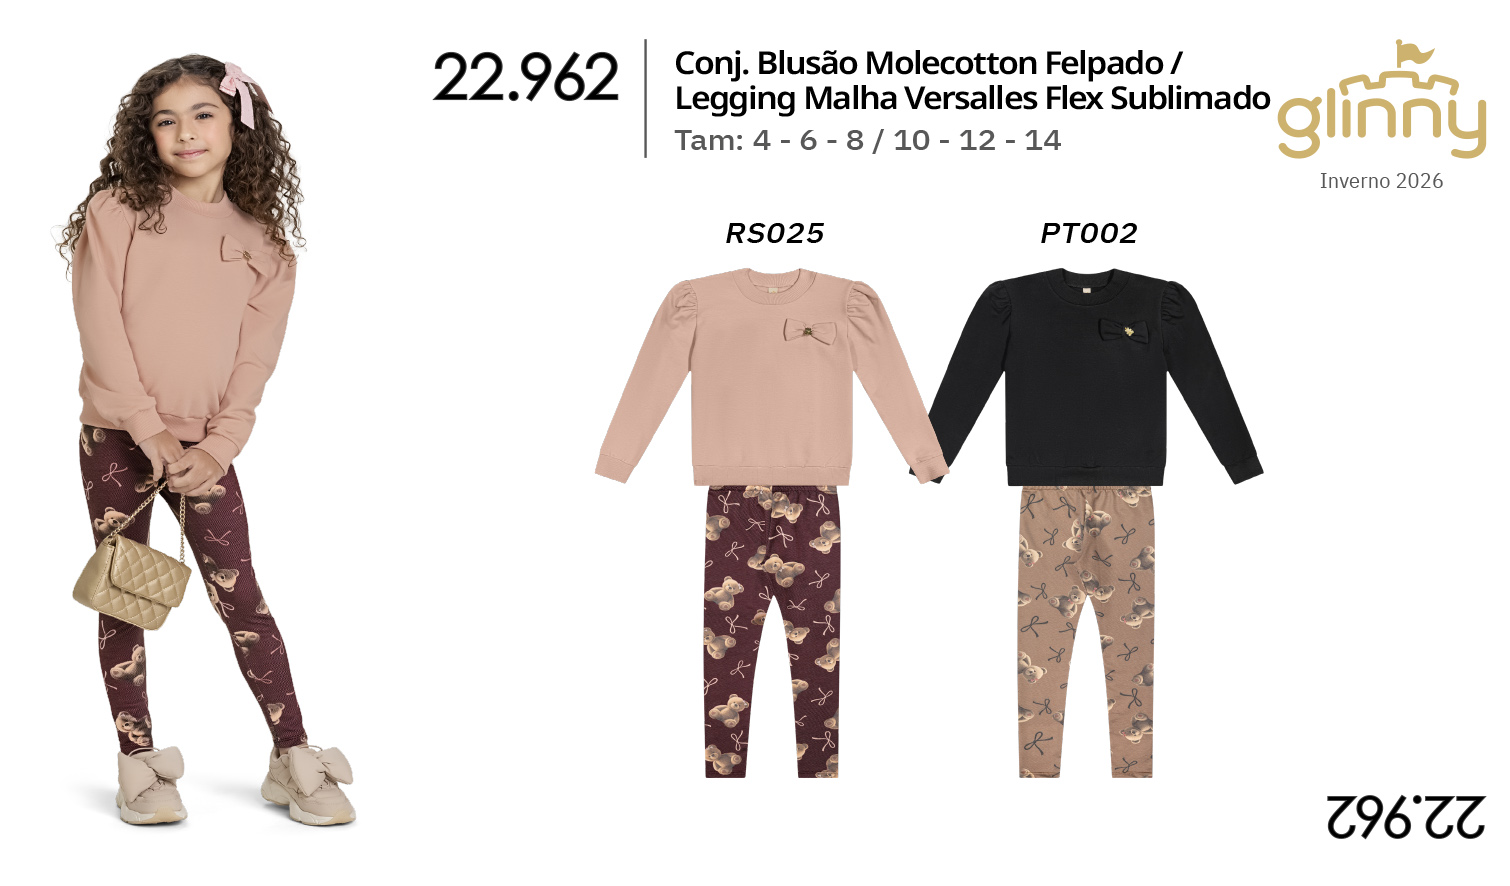 22.962
Conj. Blusão Molecotton Felpado /
Legging Malha Versalles Flex Sublimado
Tam: 4 - 6 - 8 / 10 - 12 - 14
glinny
Inverno 2026
RS025
PT002
22.962